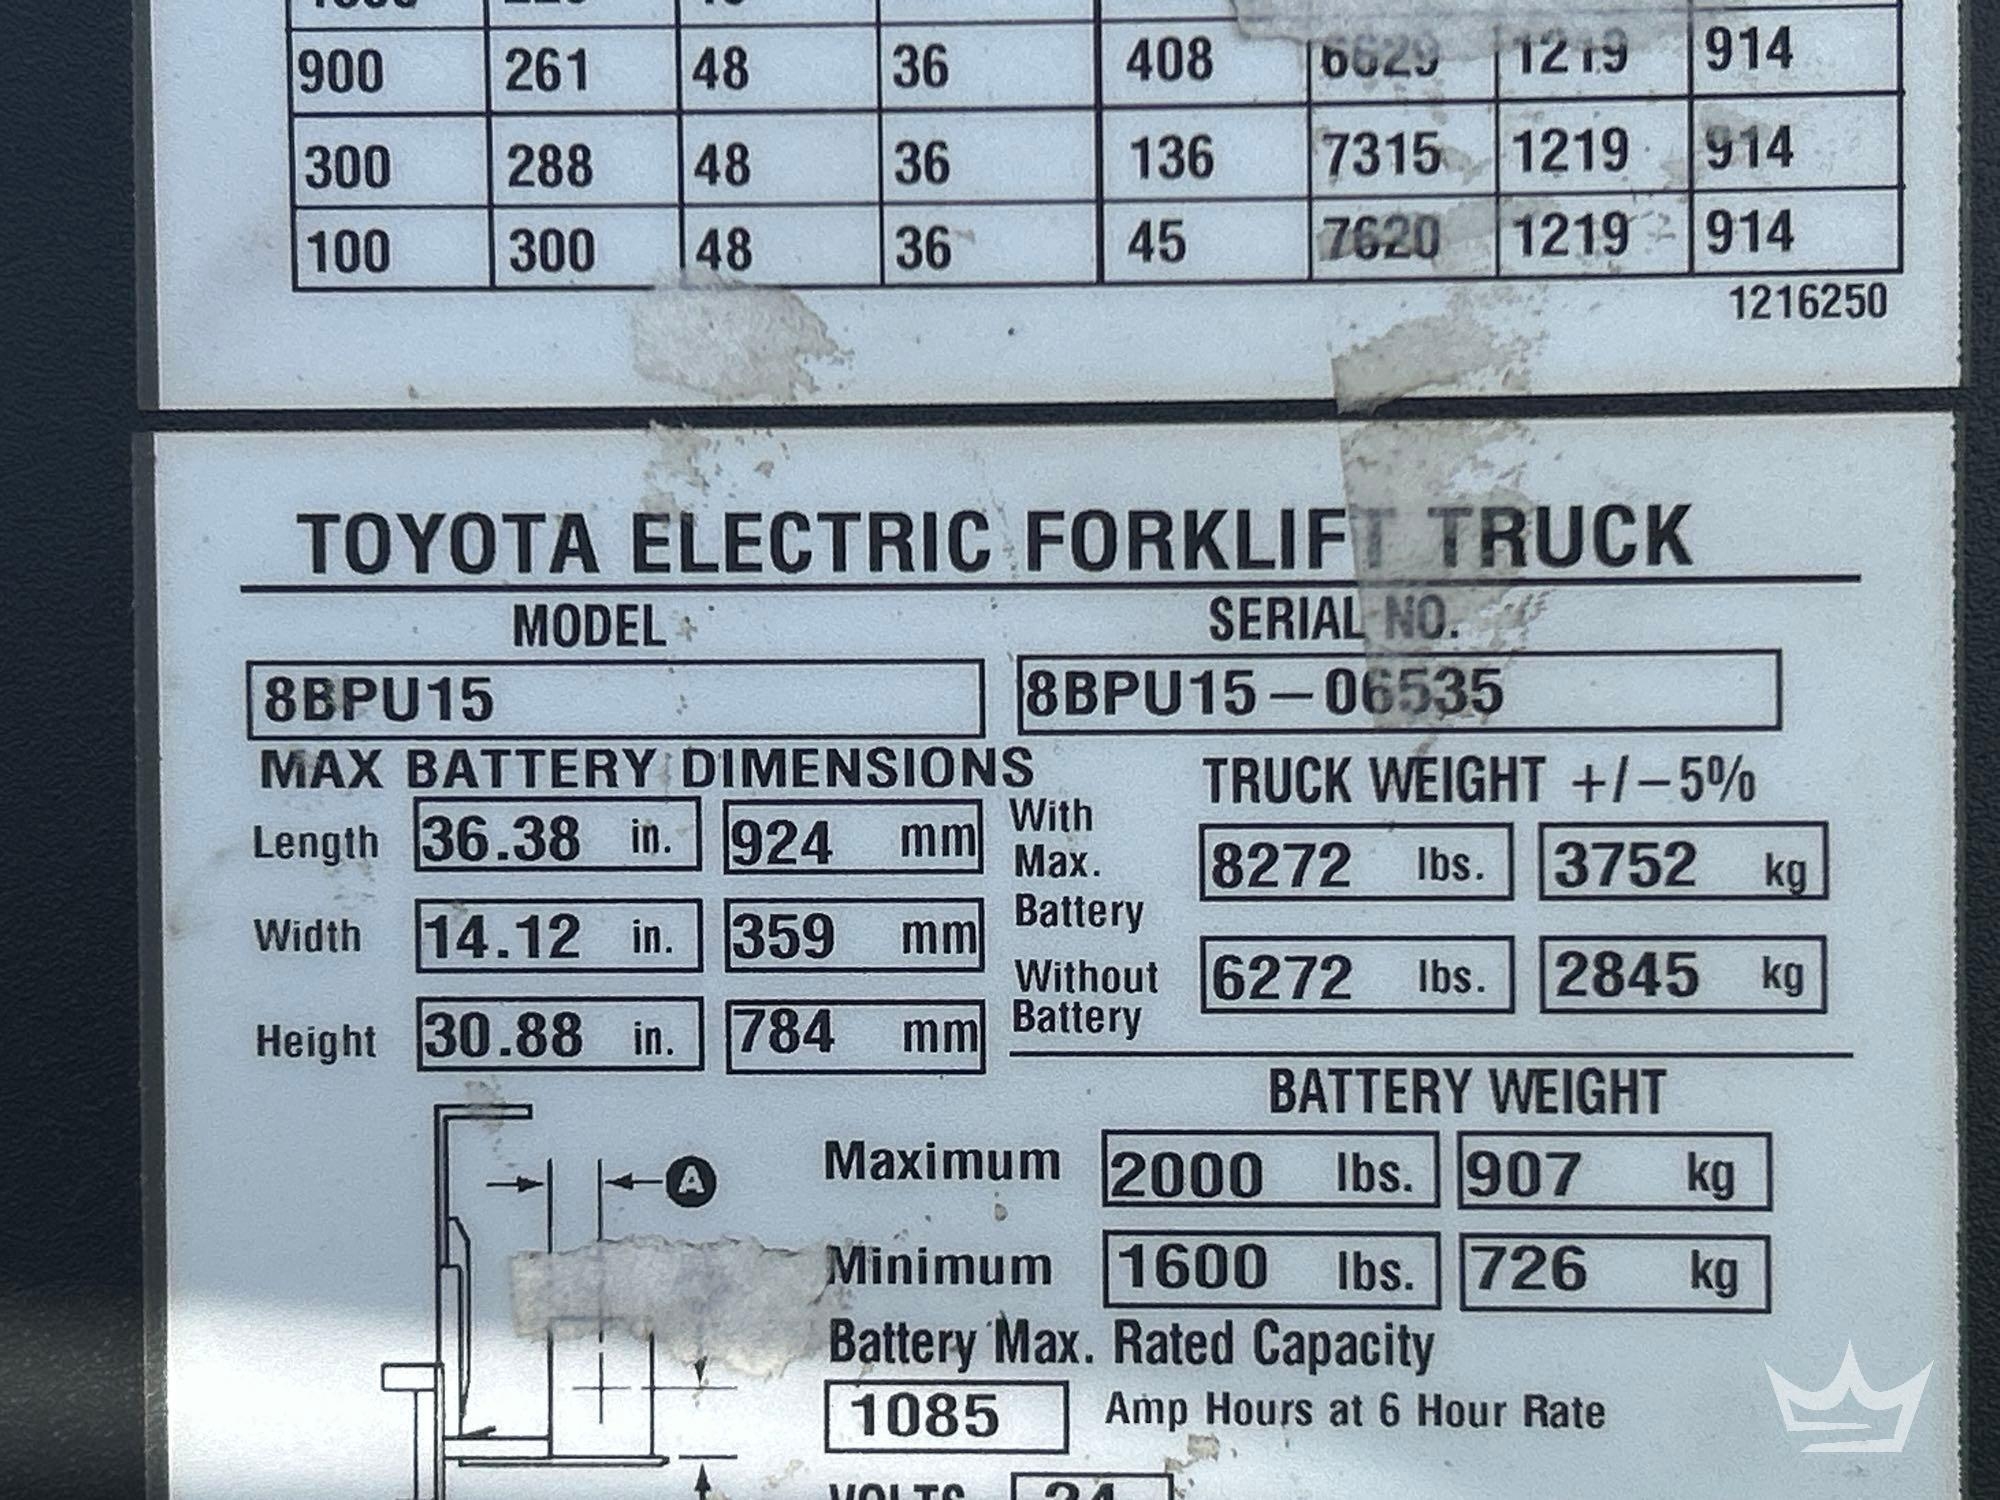 900 261 48 36 408 6629 1219 914
300 288 48 36 136 7315 1219 914
100 300 48 36 45 7620 1219 914
1216250
TOYOTA ELECTRIC FORKLIFT TRUCK
MODEL SERIAL NO.
8BPU15 8BPU15-06535
MAX BATTERY DIMENSIONS TRUCK WEIGHT +/-5%
Length 36.38 in. 924 mm With Max. Battery 8272 lbs. 3752 kg
Width 14.12 in. 359 mm
Height 30.88 in. 784 mm Without Battery 6272 lbs. 2845 kg
BATTERY WEIGHT
A
Maximum 2000 lbs. 907 kg
Minimum 1600 lbs. 726 kg
Battery Max. Rated Capacity
1085 Amp Hours at 6 Hour Rate
VOLTS 24